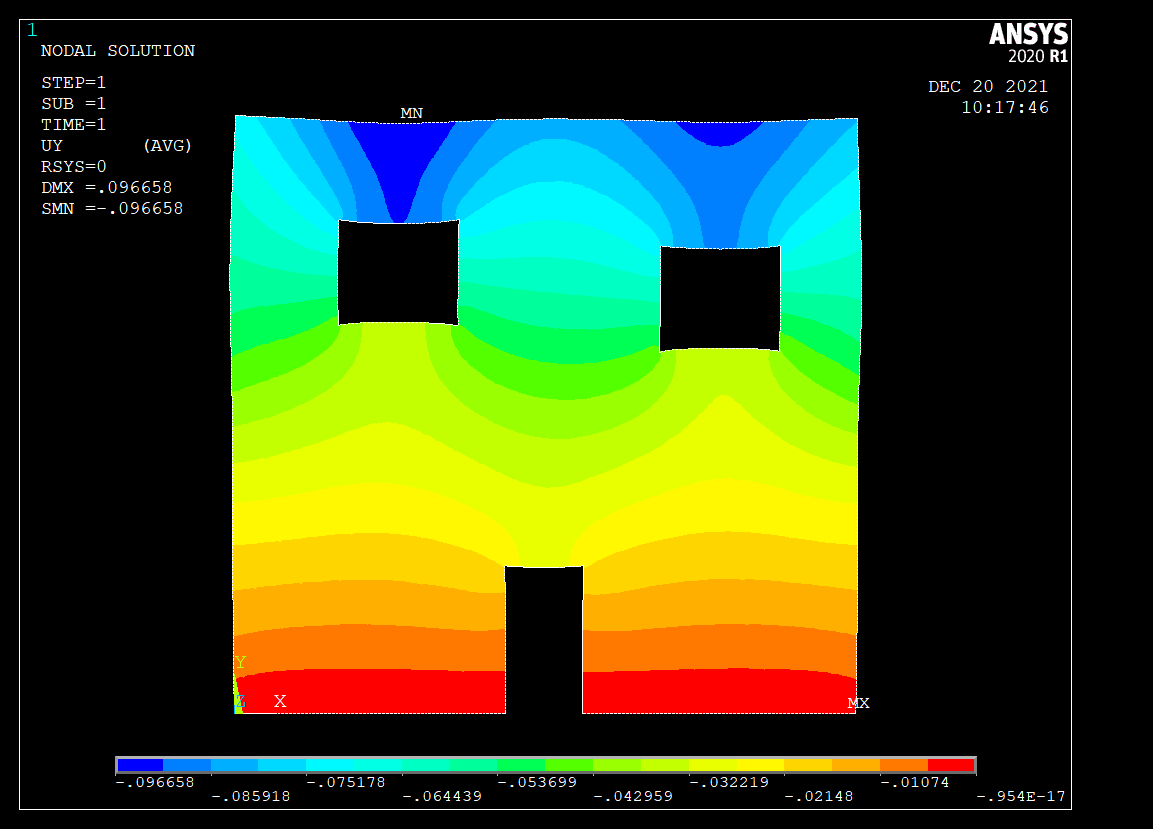 1
ANSYS
2020 R1
NODAL SOLUTION
STEP=1
SUB =1
TIME=1
UY (AVG)
RSYS=0
DMX =.096658
SMN =-.096658
DEC 20 2021
10:17:46
MN
Y
Z X
MX
-.096658 -.075178 -.053699 -.032219 -.01074
-.085918 -.064439 -.042959 -.02148 -.954E-17